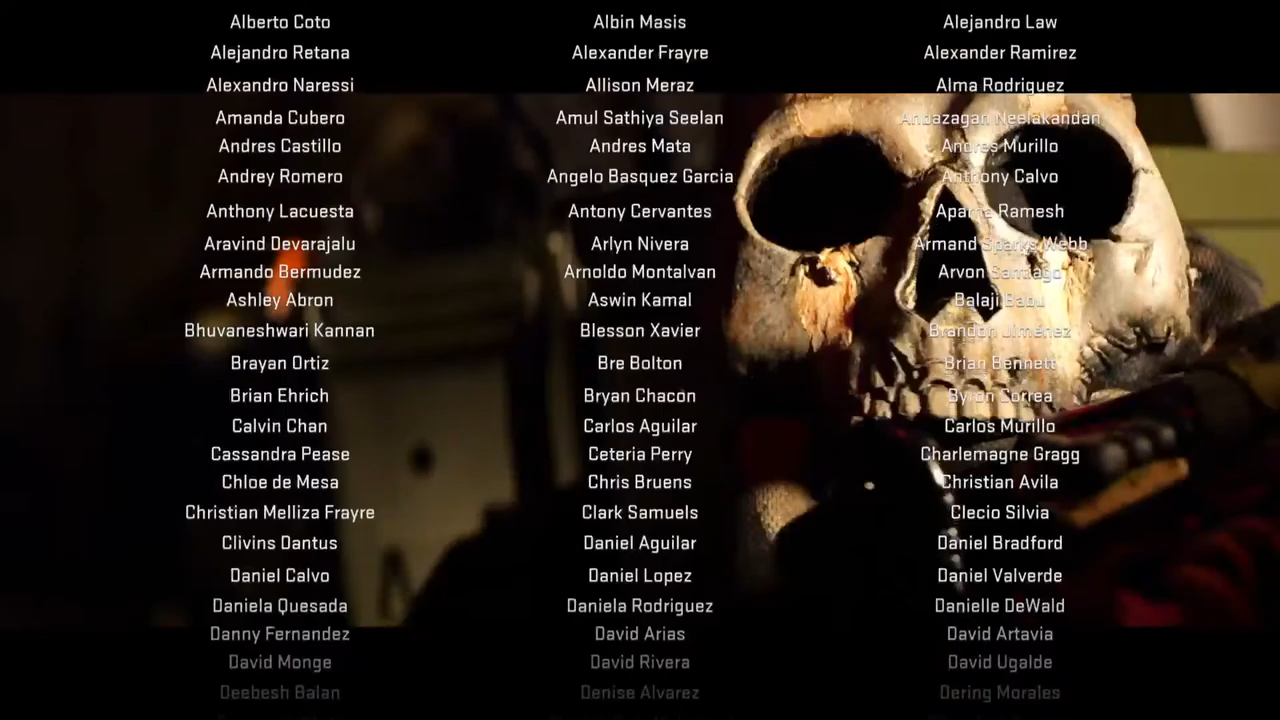 Alberto Coto Albin Masis Alejandro Law
Alejandro Retana Alexander Frayre Alexander Ramirez
Alexandro Naressi Allison Meraz Alma Rodriguez
Amanda Cubero Amul Sathiya Seelan Anbazagan Neelakandan
Andres Castillo Andres Mata Andres Murillo
Andrey Romero Angelo Basquez Garcia Anthony Calvo
Anthony Lacuesta Antony Cervantes Aparna Ramesh
Aravind Devarajalu Arlyn Nivera Armand Sparks Webb
Armando Bermudez Arnoldo Montalvan Arvon Santiago
Ashley Abron Aswin Kamal Balaji Babu
Bhuvaneshwari Kannan Blesson Xavier Brandon Jiménez
Brayan Ortiz Bre Bolton Brian Bennett
Brian Ehrich Bryan Chacon Byron Correa
Calvin Chan Carlos Aguilar Carlos Murillo
Cassandra Pease Ceteria Perry Charlemagne Gragg
Chloe de Mesa Chris Bruens Christian Avila
Christian Melliza Frayre Clark Samuels Clecio Silvia
Clivins Dantus Daniel Aguilar Daniel Bradford
Daniel Calvo Daniel Lopez Daniel Valverde
Daniela Quesada Daniela Rodriguez Danielle DeWald
Danny Fernandez David Arias David Artavia
David Monge David Rivera David Ugalde
Deebesh Balan Denise Alvarez Dering Morales